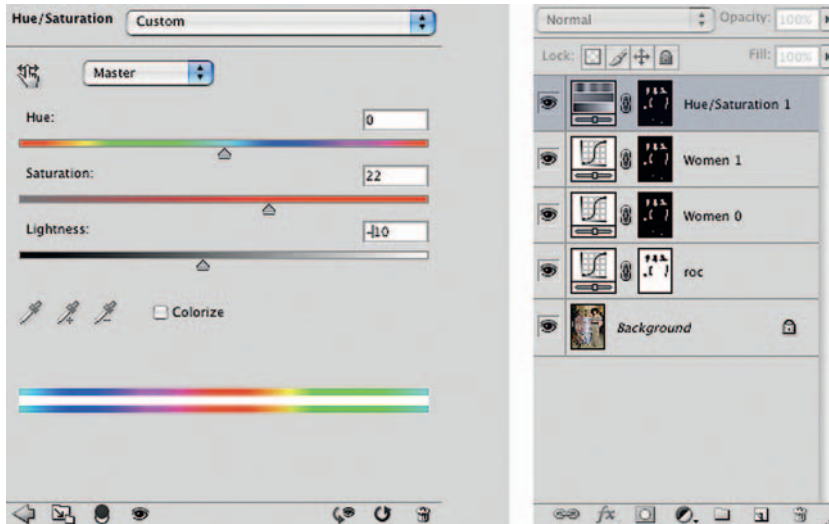 Hue/Saturation Custom
Master
Hue: 0
Saturation: 22
Lightness: -10
Colorize
Normal Opacity: 100%
Lock: Fill: 100%
Hue/Saturation 1
Women 1
Women 0
roc
Background
fx